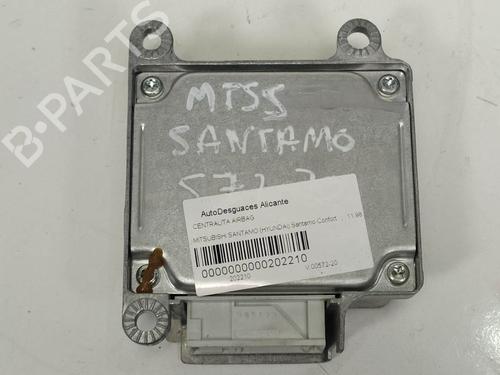 B-PARTS
MTSS
SANTAMO
AutoDesguaces Alicante
CENTRALITA AIRBAG
MITSUBISHI SANTAMO (HYUNDAI) Santamo Confort 11.98
0000000000202210
202210 V.00572-20